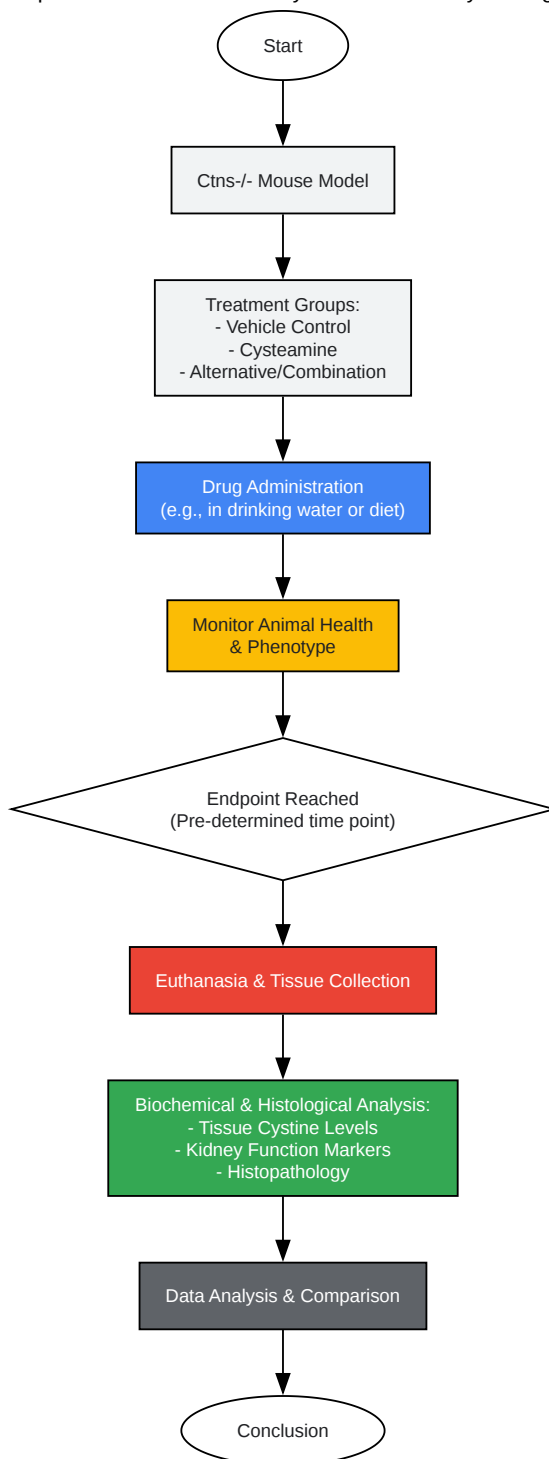 Start
Ctns-/- Mouse Model
Treatment Groups:
- Vehicle Control
- Cysteamine
- Alternative/Combination
Drug Administration
(e.g., in drinking water or diet)
Monitor Animal Health
& Phenotype
Endpoint Reached
(Pre-determined time point)
Euthanasia & Tissue Collection
Biochemical & Histological Analysis:
- Tissue Cystine Levels
- Kidney Function Markers
- Histopathology
Data Analysis & Comparison
Conclusion